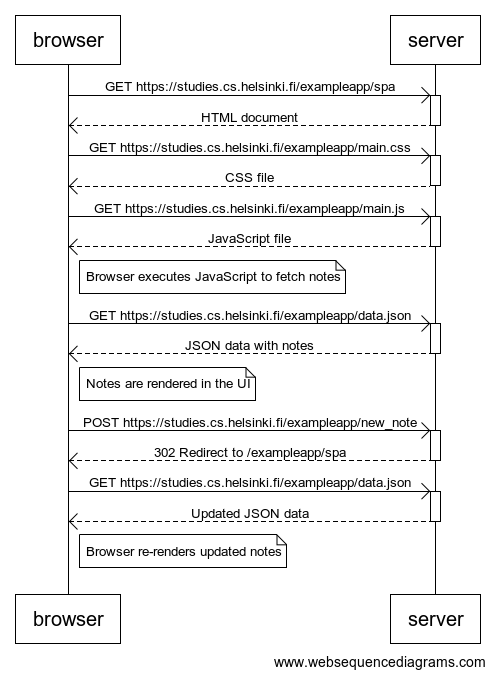 browser
server
GET https://studies.cs.helsinki.fi/exampleapp/spa
HTML document
GET https://studies.cs.helsinki.fi/exampleapp/main.css
CSS file
GET https://studies.cs.helsinki.fi/exampleapp/main.js
JavaScript file
Browser executes JavaScript to fetch notes
GET https://studies.cs.helsinki.fi/exampleapp/data.json
JSON data with notes
Notes are rendered in the UI
POST https://studies.cs.helsinki.fi/exampleapp/new_note
302 Redirect to /exampleapp/spa
GET https://studies.cs.helsinki.fi/exampleapp/data.json
Updated JSON data
Browser re-renders updated notes
browser
server
www.websequencediagrams.com